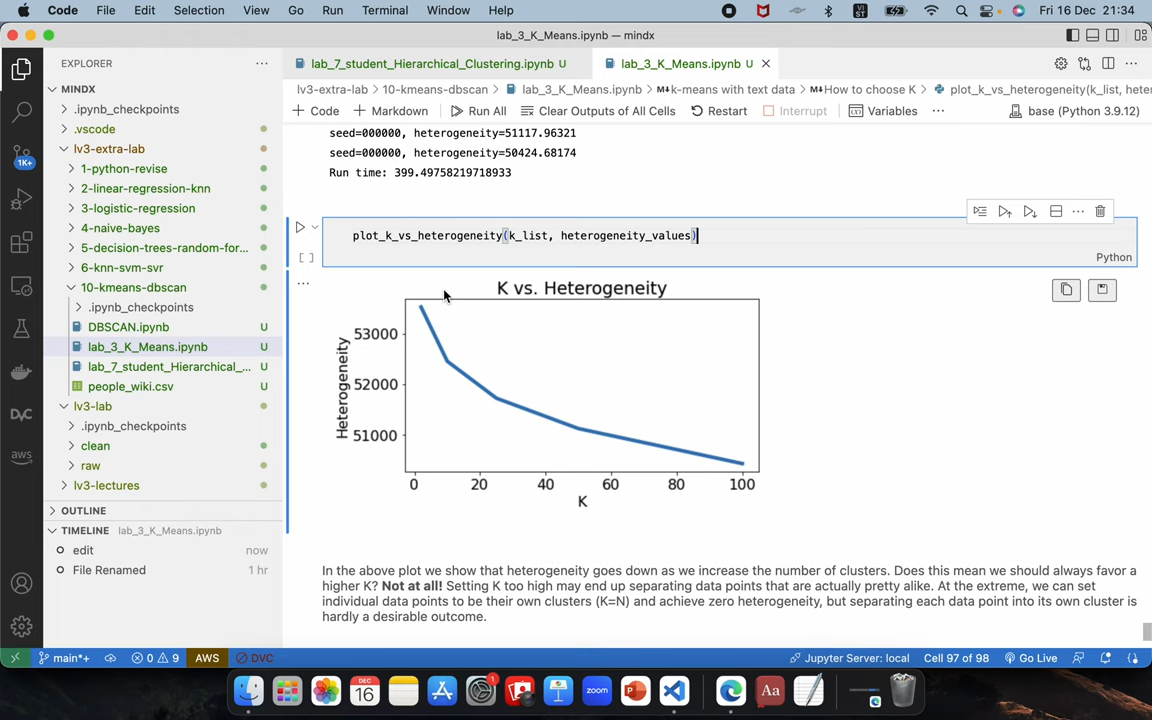 Code File Edit Selection View Go Run Terminal Window Help VI ST Fri 16 Dec 21:34
lab_3_K_Means.ipynb — mindx
EXPLORER
lab_7_student_Hierarchical_Clustering.ipynb U
lab_3_K_Means.ipynb U
MINDX
lv3-extra-lab > 10-kmeans-dbscan > lab_3_K_Means.ipynb > M↓k-means with text data > M↓How to choose K > plot_k_vs_heterogeneity(k_list, hetero
+ Code + Markdown Run All Clear Outputs of All Cells Restart Interrupt Variables base (Python 3.9.12)
.ipynb_checkpoints
.vscode
lv3-extra-lab
1-python-revise
2-linear-regression-knn
3-logistic-regression
4-naive-bayes
5-decision-trees-random-for...
6-knn-svm-svr
10-kmeans-dbscan
.ipynb_checkpoints
DBSCAN.ipynb U
lab_3_K_Means.ipynb U
lab_7_student_Hierarchical_... U
people_wiki.csv U
lv3-lab
.ipynb_checkpoints
clean
raw
lv3-lectures
OUTLINE
TIMELINE lab_3_K_Means.ipynb
edit now
File Renamed 1 hr
1K+
DVC
aws
seed=000000, heterogeneity=51117.96321
seed=000000, heterogeneity=50424.68174
Run time: 399.49758219718933
plot_k_vs_heterogeneity(k_list, heterogeneity_values)
[ ]
Python
K vs. Heterogeneity
Heterogeneity
53000
52000
51000
0 20 40 60 80 100
K
In the above plot we show that heterogeneity goes down as we increase the number of clusters. Does this mean we should always favor a
higher K? Not at all! Setting K too high may end up separating data points that are actually pretty alike. At the extreme, we can set
individual data points to be their own clusters (K=N) and achieve zero heterogeneity, but separating each data point into its own cluster is
hardly a desirable outcome.
main*+ 0 9 AWS DVC Jupyter Server: local Cell 97 of 98 Go Live
DEC
16
1
zoom
Aa